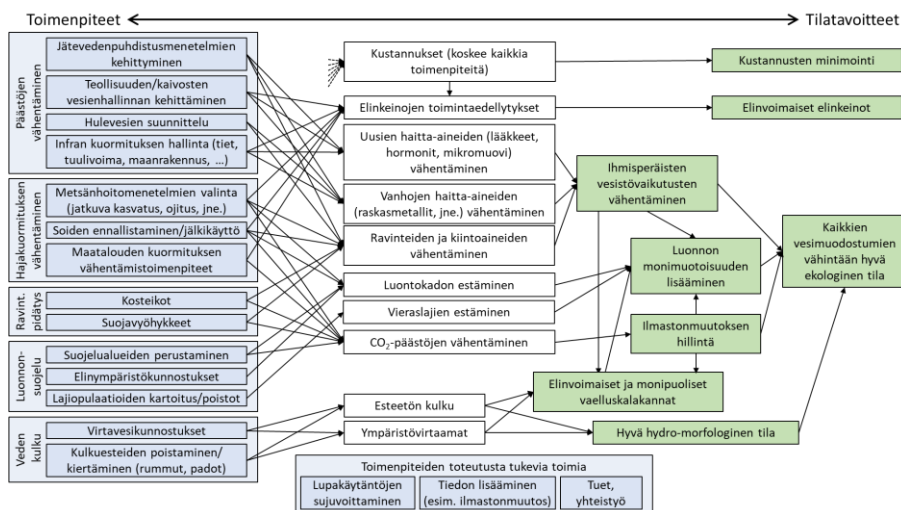 Toimenpiteet
Tilatavoitteet
Päästöjen
vähentäminen
Jätevedenpuhdistusmenetelmien
kehittyminen
Teollisuuden/kaivosten
vesienhallinnan kehittäminen
Hulevesien suunnittelu
Infran kuormituksen hallinta (tiet,
tuulivoima, maanrakennus, …)
Hajakuormituksen
vähentäminen
Metsänhoitomenetelmien valinta
(jatkuva kasvatus, ojitus, jne.)
Soiden ennallistaminen/jälkikäyttö
Maatalouden kuormituksen
vähentämistoimenpiteet
Ravint.
pidätys
Kosteikot
Suojavyöhykkeet
Luonnon-
suojelu
Suojelualueiden perustaminen
Elinympäristökunnostukset
Lajiopulaatioiden kartoitus/poistot
Veden
kulku
Virtavesikunnostukset
Kulkuesteiden poistaminen/
kiertäminen (rummut, padot)
Kustannukset (koskee kaikkia
toimenpiteitä)
Elinkeinojen toimintaedellytykset
Uusien haitta-aineiden (lääkkeet,
hormonit, mikromuovi)
vähentäminen
Vanhojen haitta-aineiden
(raskasmetallit, jne.) vähentäminen
Ravinteiden ja kiintoaineiden
vähentäminen
Luontokadon estäminen
Vieraslajien estäminen
CO₂-päästöjen vähentäminen
Esteetön kulku
Ympäristövirtaamat
Kustannusten minimointi
Elinvoimaiset elinkeinot
Ihmisperäisten
vesistövaikutusten
vähentäminen
Luonnon
monimuotoisuuden
lisääminen
Ilmastonmuutoksen
hillintä
Elinvoimaiset ja monipuoliset
vaelluskalakannat
Hyvä hydro-morfologinen tila
Kaikkien
vesimuodostumien
vähintään hyvä
ekologinen tila
Toimenpiteiden toteutusta tukevia toimia
Lupakäytäntöjen
sujuvoittaminen
Tiedon lisääminen
(esim. ilmastonmuutos)
Tuet,
yhteistyö